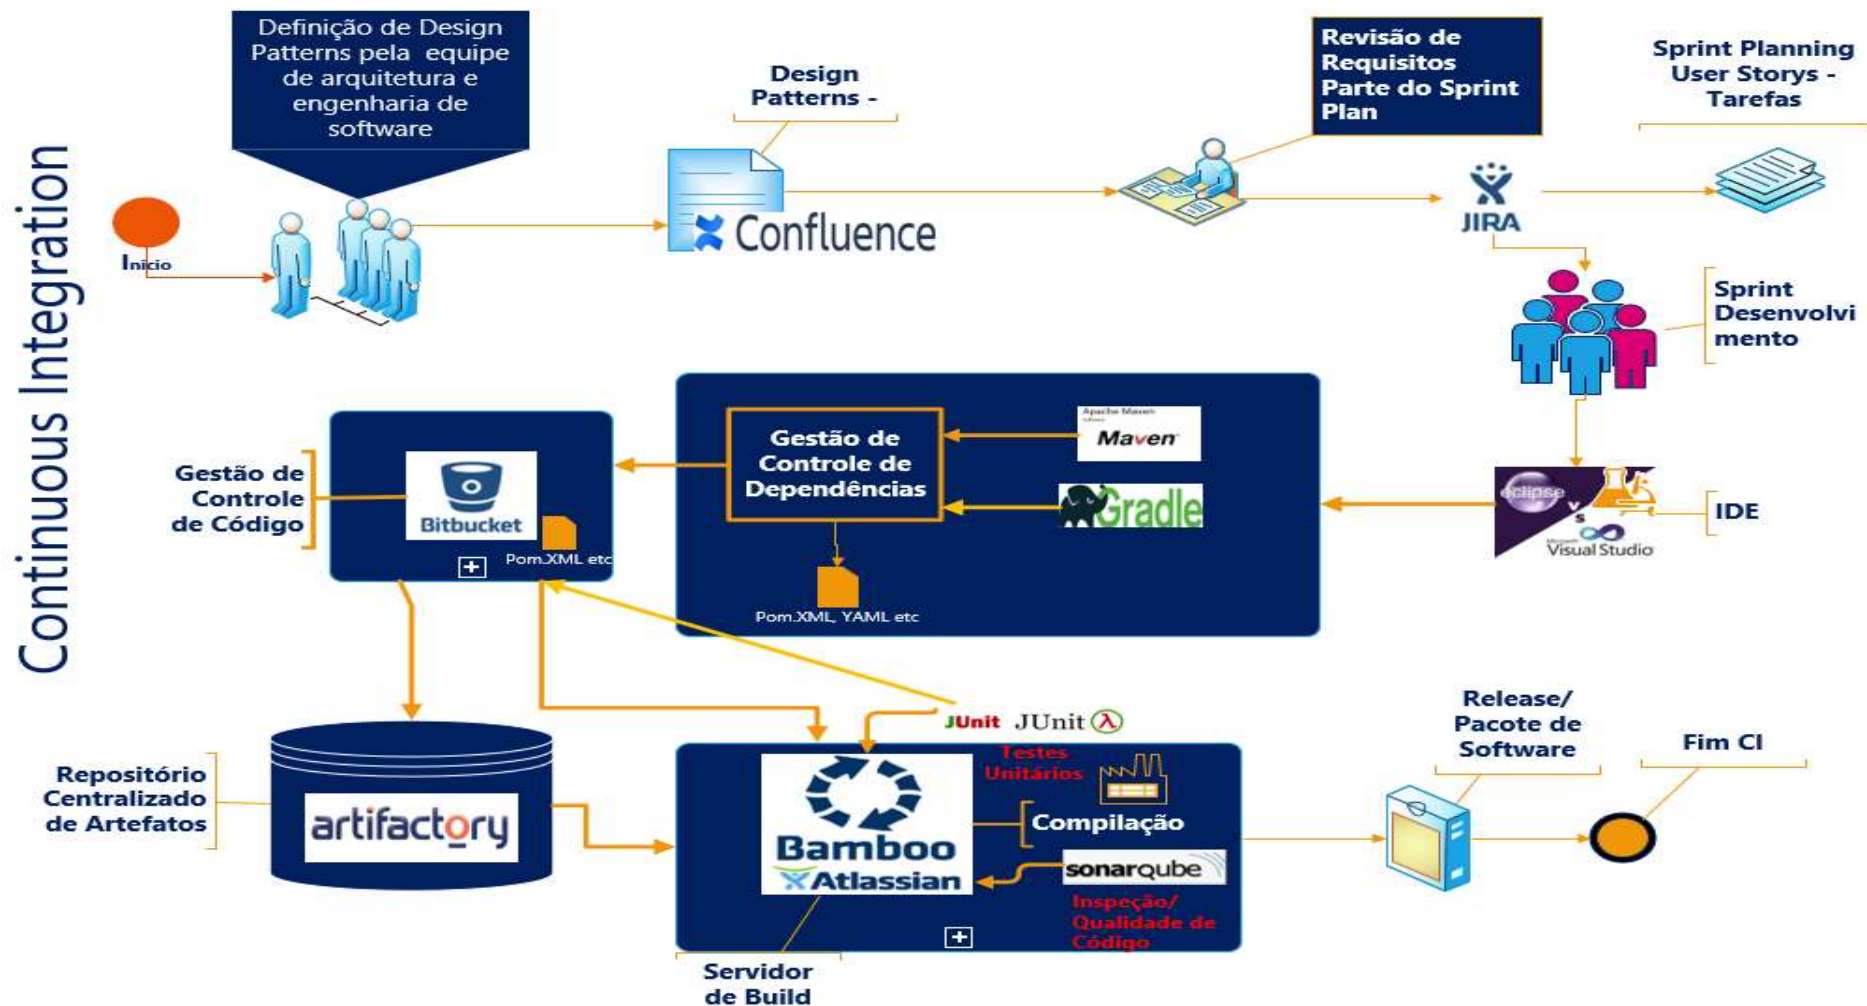 Continuous Integration
Definição de Design
Patterns pela equipe
de arquitetura e
engenharia de
software
Início
Design
Patterns -
Confluence
Revisão de
Requisitos
Parte do Sprint
Plan
JIRA
Sprint Planning
User Storys -
Tarefas
Sprint
Desenvolvi
mento
Gestão de
Controle
de Código
Bitbucket
Pom.XML etc
Gestão de
Controle de
Dependências
Pom.XML, YAML etc
Apache Maven
Maven
Gradle
eclipse
vs
Microsoft
Visual Studio
IDE
Repositório
Centralizado
de Artefatos
artifactory
JUnit JUnit λ
Testes
Unitários
Bamboo
Atlassian
Compilação
sonarqube
Inspeção/
Qualidade de
Código
Servidor
de Build
Release/
Pacote de
Software
Fim CI